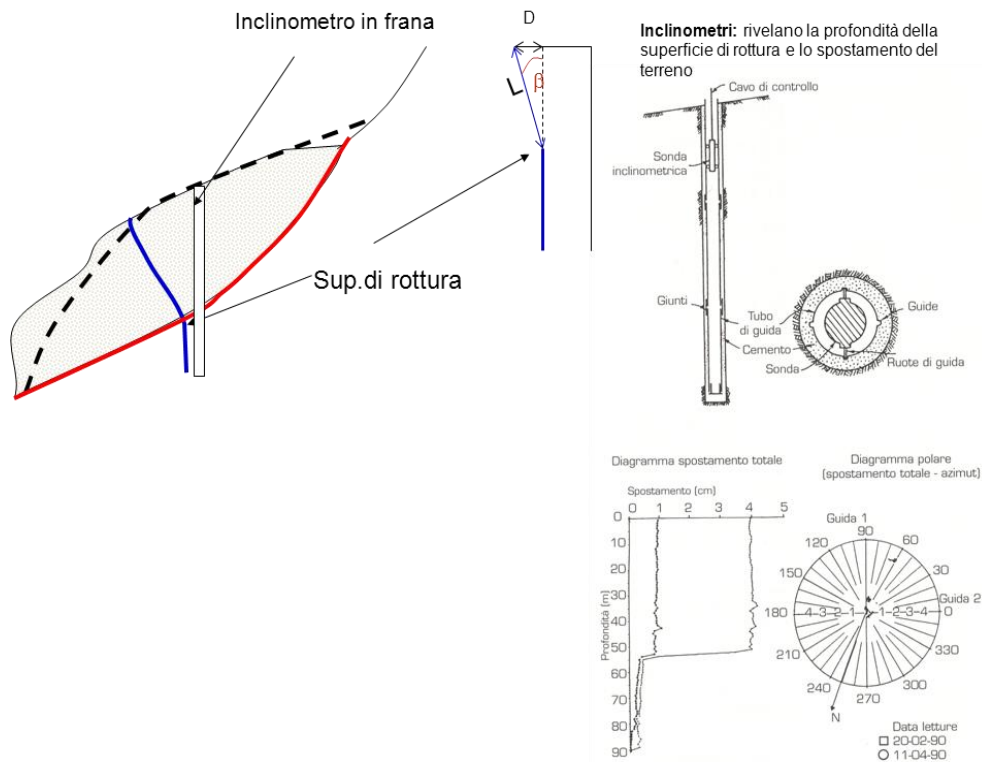 Inclinometro in frana
D
L
β
Sup.di rottura
Inclinometri: rivelano la profondità della
superficie di rottura e lo spostamento del
terreno
Cavo di controllo
Sonda
inclinometrica
Giunti
Tubo
di guida
Cemento
Sonda
Guide
Ruote di guida
Diagramma spostamento totale
Spostamento (cm)
0 1 2 3 4 5
Profondità (m)
0
10
20
30
40
50
60
70
80
90
Diagramma polare
(spostamento totale - azimut)
Guida 1
90
120 60
150 30
Guida 2
180 4-3-2-1 1-2-3-4 0
210 330
240 300
270
N
Data letture
20-02-90
11-04-90